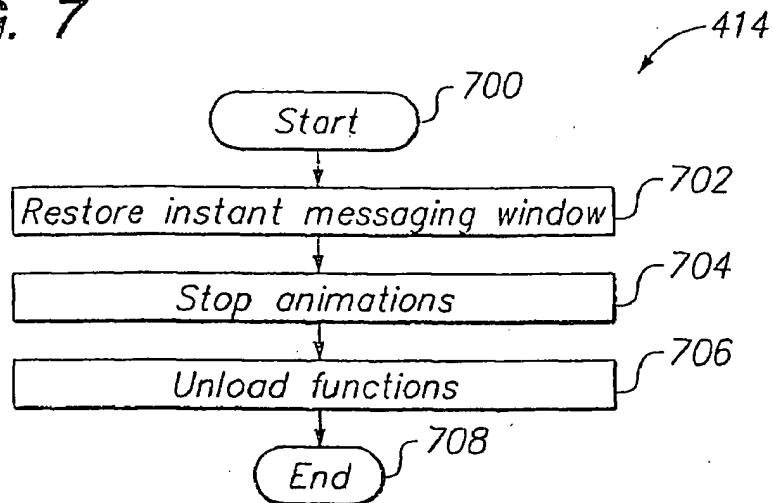 G. 7
414
Start
700
Restore instant messaging window
702
Stop animations
704
Unload functions
706
End
708